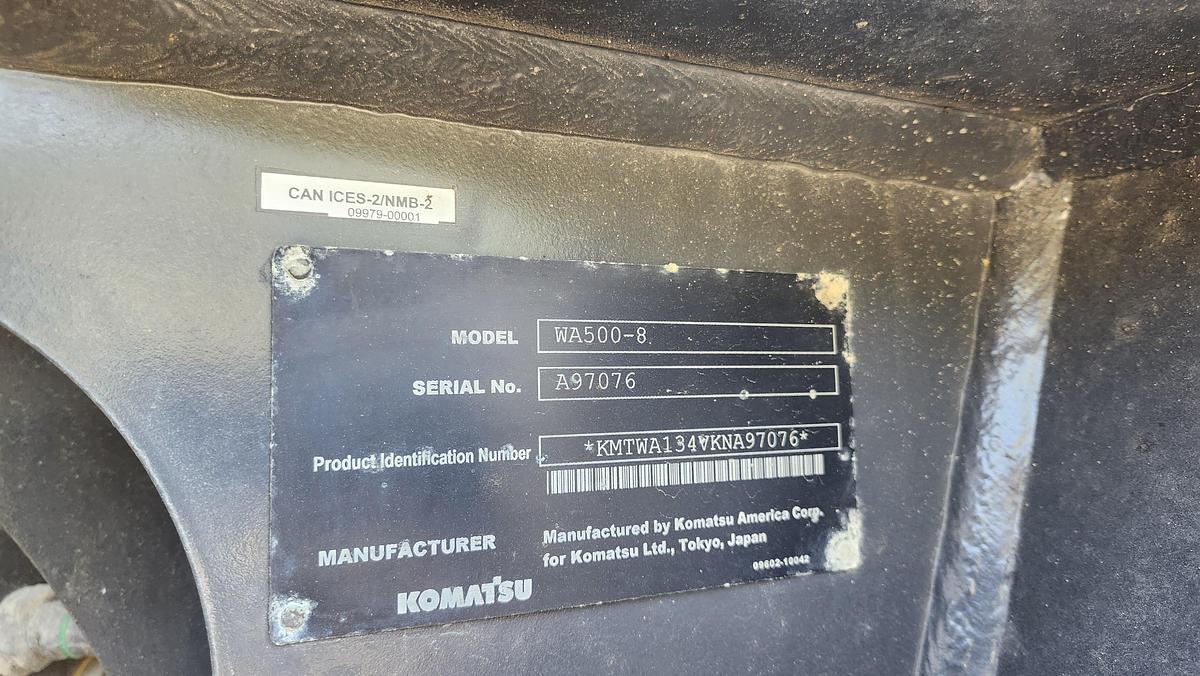 CAN ICES-2/NMB-2
09979-00001
MODEL WA500-8
SERIAL No. A97076
Product Identification Number *KMTWA134VKNA97076*
MANUFACTURER
Manufactured by Komatsu America Corp.
for Komatsu Ltd., Tokyo, Japan
09602-10042
KOMATSU